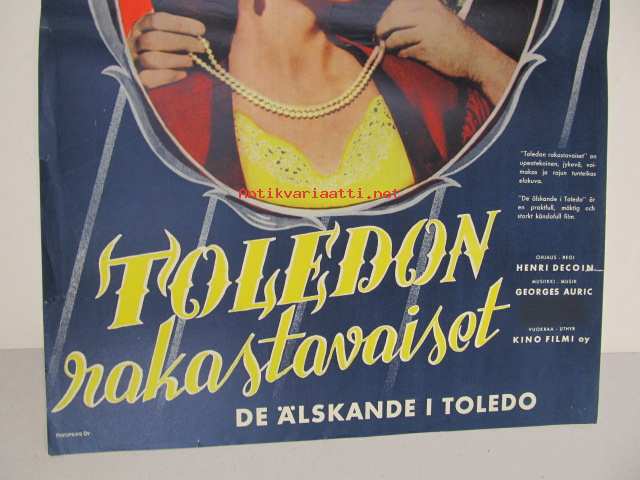 "Toledon rakastavaiset" on
upeatekoinen, jykevä, voi-
makas ja rajun tunteikas
elokuva.
"De älskande i Toledo" är
en praktfull, mäktig och
starkt kändofull film.
Antikvariaatti.net
OHJAUS - REGI
HENRI DECOIN
MUSIIKKI - MUSIK
GEORGES AURIC
VUOKRAA - UTHYR
KINO FILMI oy
TOLEDON
rakastavaiset
DE ÄLSKANDE I TOLEDO